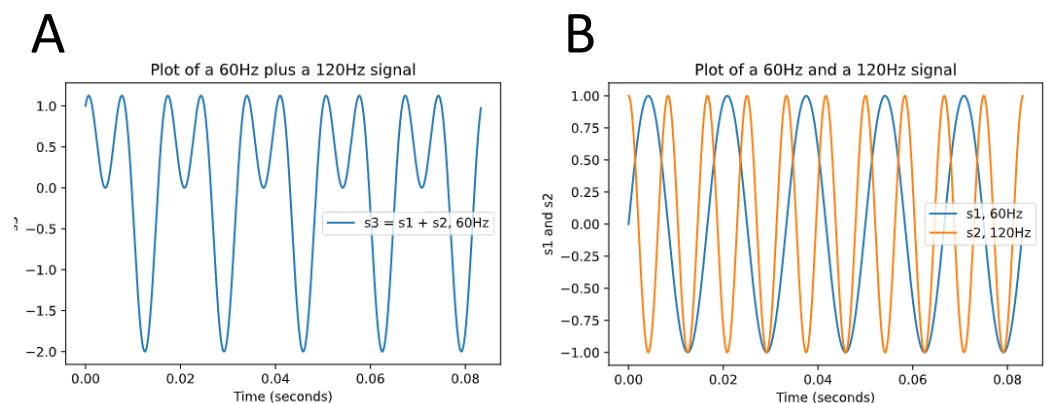 A
Plot of a 60Hz plus a 120Hz signal
1.0
0.5
0.0
−0.5
−1.0
−1.5
−2.0
s3 = s1 + s2, 60Hz
0.00 0.02 0.04 0.06 0.08
Time (seconds)
B
Plot of a 60Hz and a 120Hz signal
s1 and s2
1.00
0.75
0.50
0.25
0.00
−0.25
−0.50
−0.75
−1.00
s1, 60Hz
s2, 120Hz
0.00 0.02 0.04 0.06 0.08
Time (seconds)